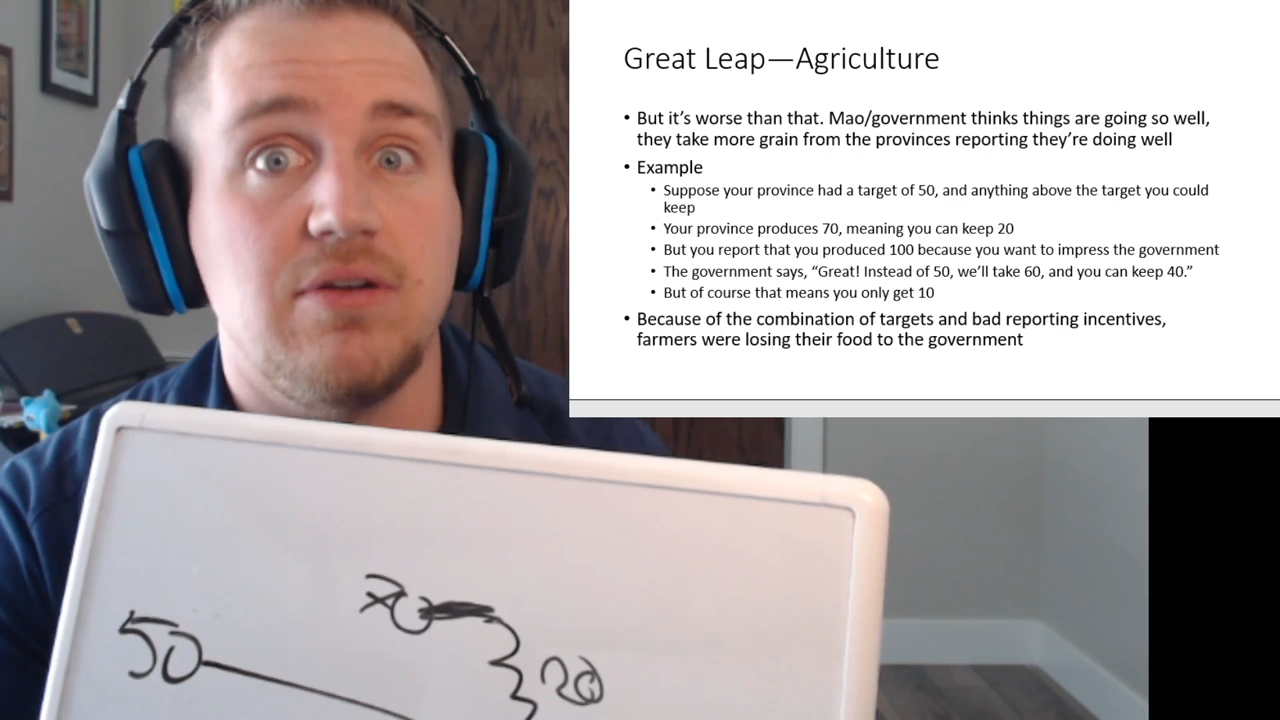 Great Leap—Agriculture
• But it's worse than that. Mao/government thinks things are going so well,
they take more grain from the provinces reporting they're doing well
• Example
• Suppose your province had a target of 50, and anything above the target you could
keep
• Your province produces 70, meaning you can keep 20
• But you report that you produced 100 because you want to impress the government
• The government says, “Great! Instead of 50, we'll take 60, and you can keep 40.”
• But of course that means you only get 10
• Because of the combination of targets and bad reporting incentives,
farmers were losing their food to the government
70
50
20